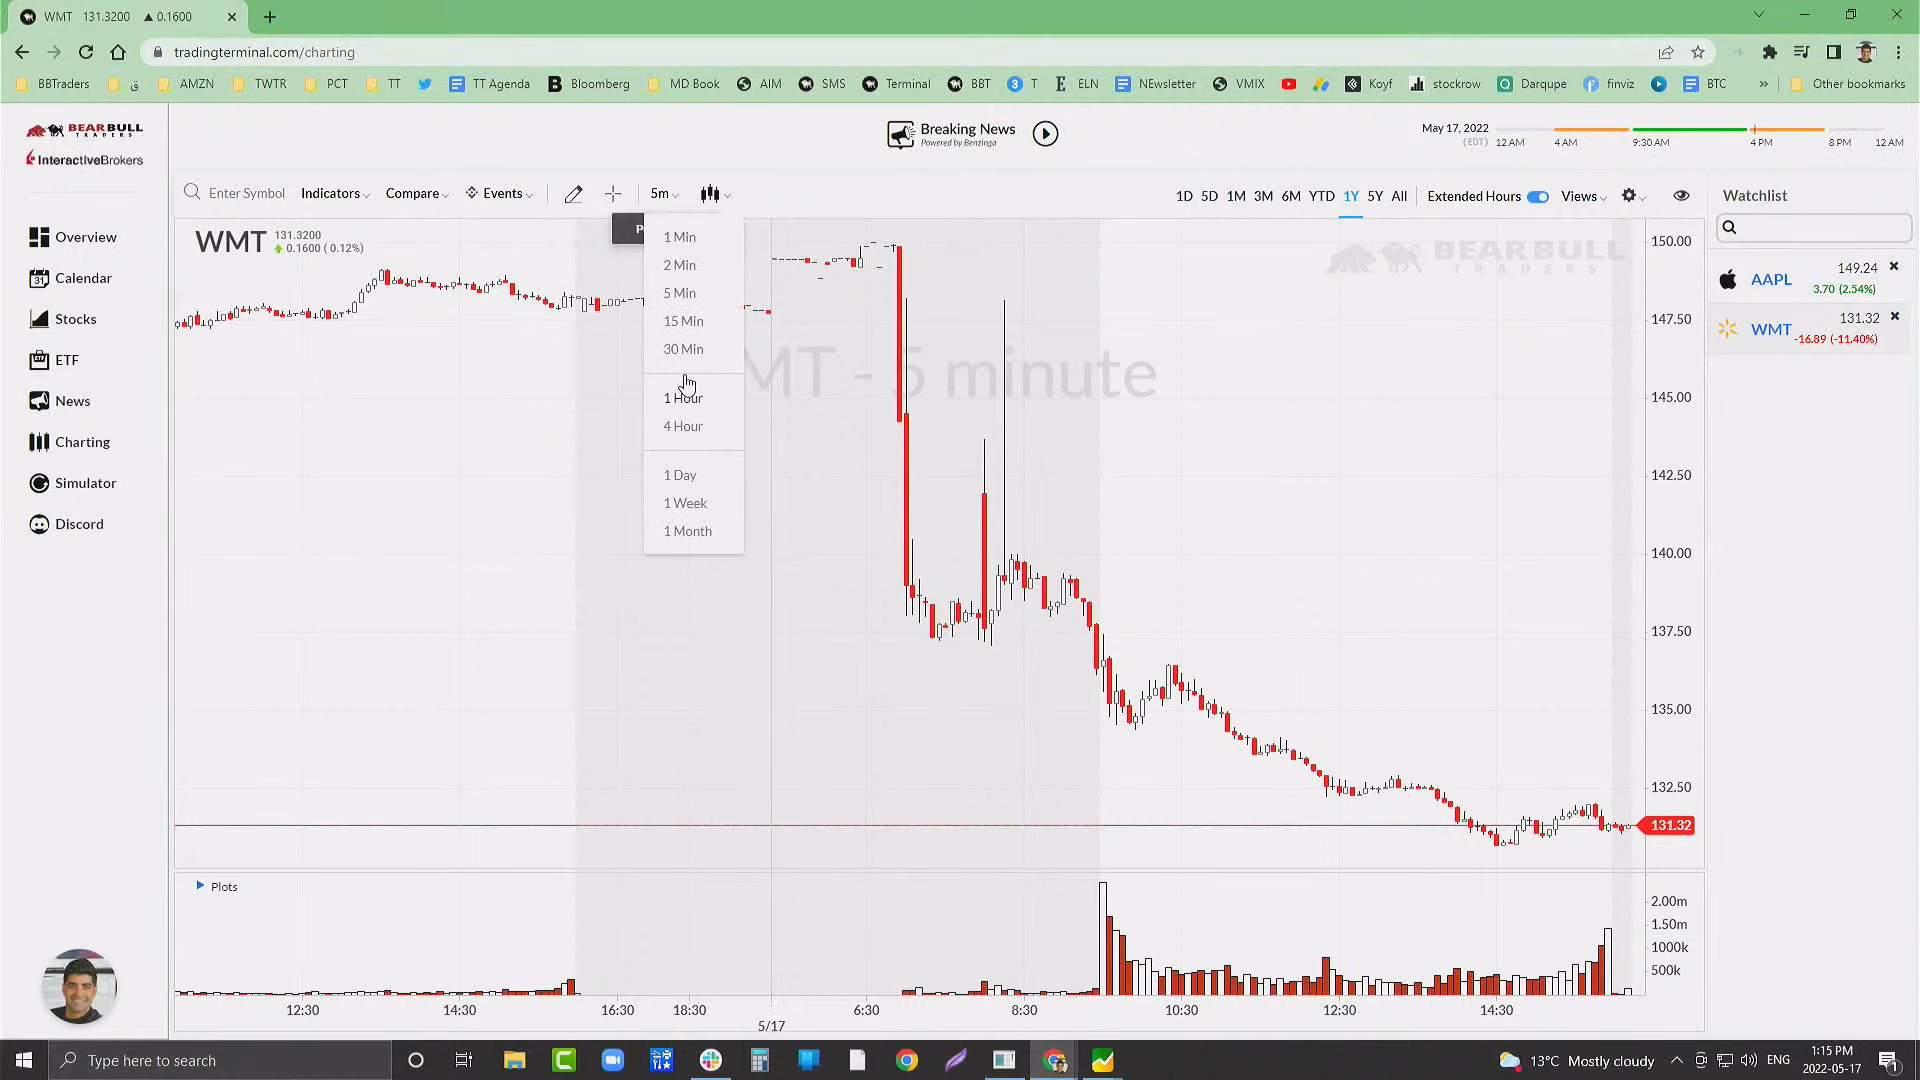 WMT 131.3200 ▲ 0.1600
tradingterminal.com/charting
BBTraders ق AMZN TWTR PCT TT TT Agenda Bloomberg MD Book AIM SMS Terminal BBT T ELN NEwsletter VMIX Koyf stockrow Darqupe finviz BTC » Other bookmarks
BEAR BULL
TRADERS
InteractiveBrokers
Breaking News
Powered by Benzinga
May 17, 2022
(EDT)
12 AM 4 AM 9:30 AM 4 PM 8 PM 12 AM
Enter Symbol Indicators Compare Events 5m
1D 5D 1M 3M 6M YTD 1Y 5Y All Extended Hours Views
Watchlist
AAPL 149.24
3.70 (2.54%)
WMT 131.32
-16.89 (-11.40%)
Overview
Calendar
Stocks
ETF
News
Charting
Simulator
Discord
WMT 131.3200
0.1600 ( 0.12%)
P
1 Min
2 Min
5 Min
15 Min
30 Min
1 Hour
4 Hour
1 Day
1 Week
1 Month
MT - 5 minute
BEAR BULL
TRADERS
150.00
147.50
145.00
142.50
140.00
137.50
135.00
132.50
131.32
Plots
2.00m
1.50m
1000k
500k
12:30 14:30 16:30 18:30 6:30 8:30 10:30 12:30 14:30
5/17
Type here to search
13°C Mostly cloudy
ENG
1:15 PM
2022-05-17
1